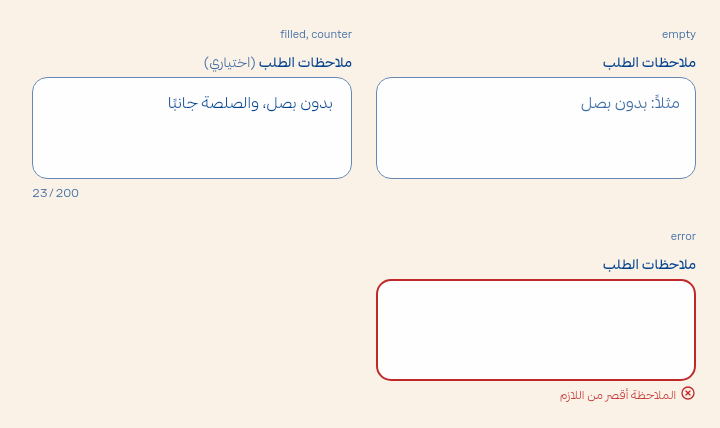 empty
ملاحظات الطلب
مثلاً: بدون بصل
filled, counter
ملاحظات الطلب (اختياري)
بدون بصل، والصلصة جانبًا
23 / 200
error
ملاحظات الطلب
الملاحظة أقصر من اللازم